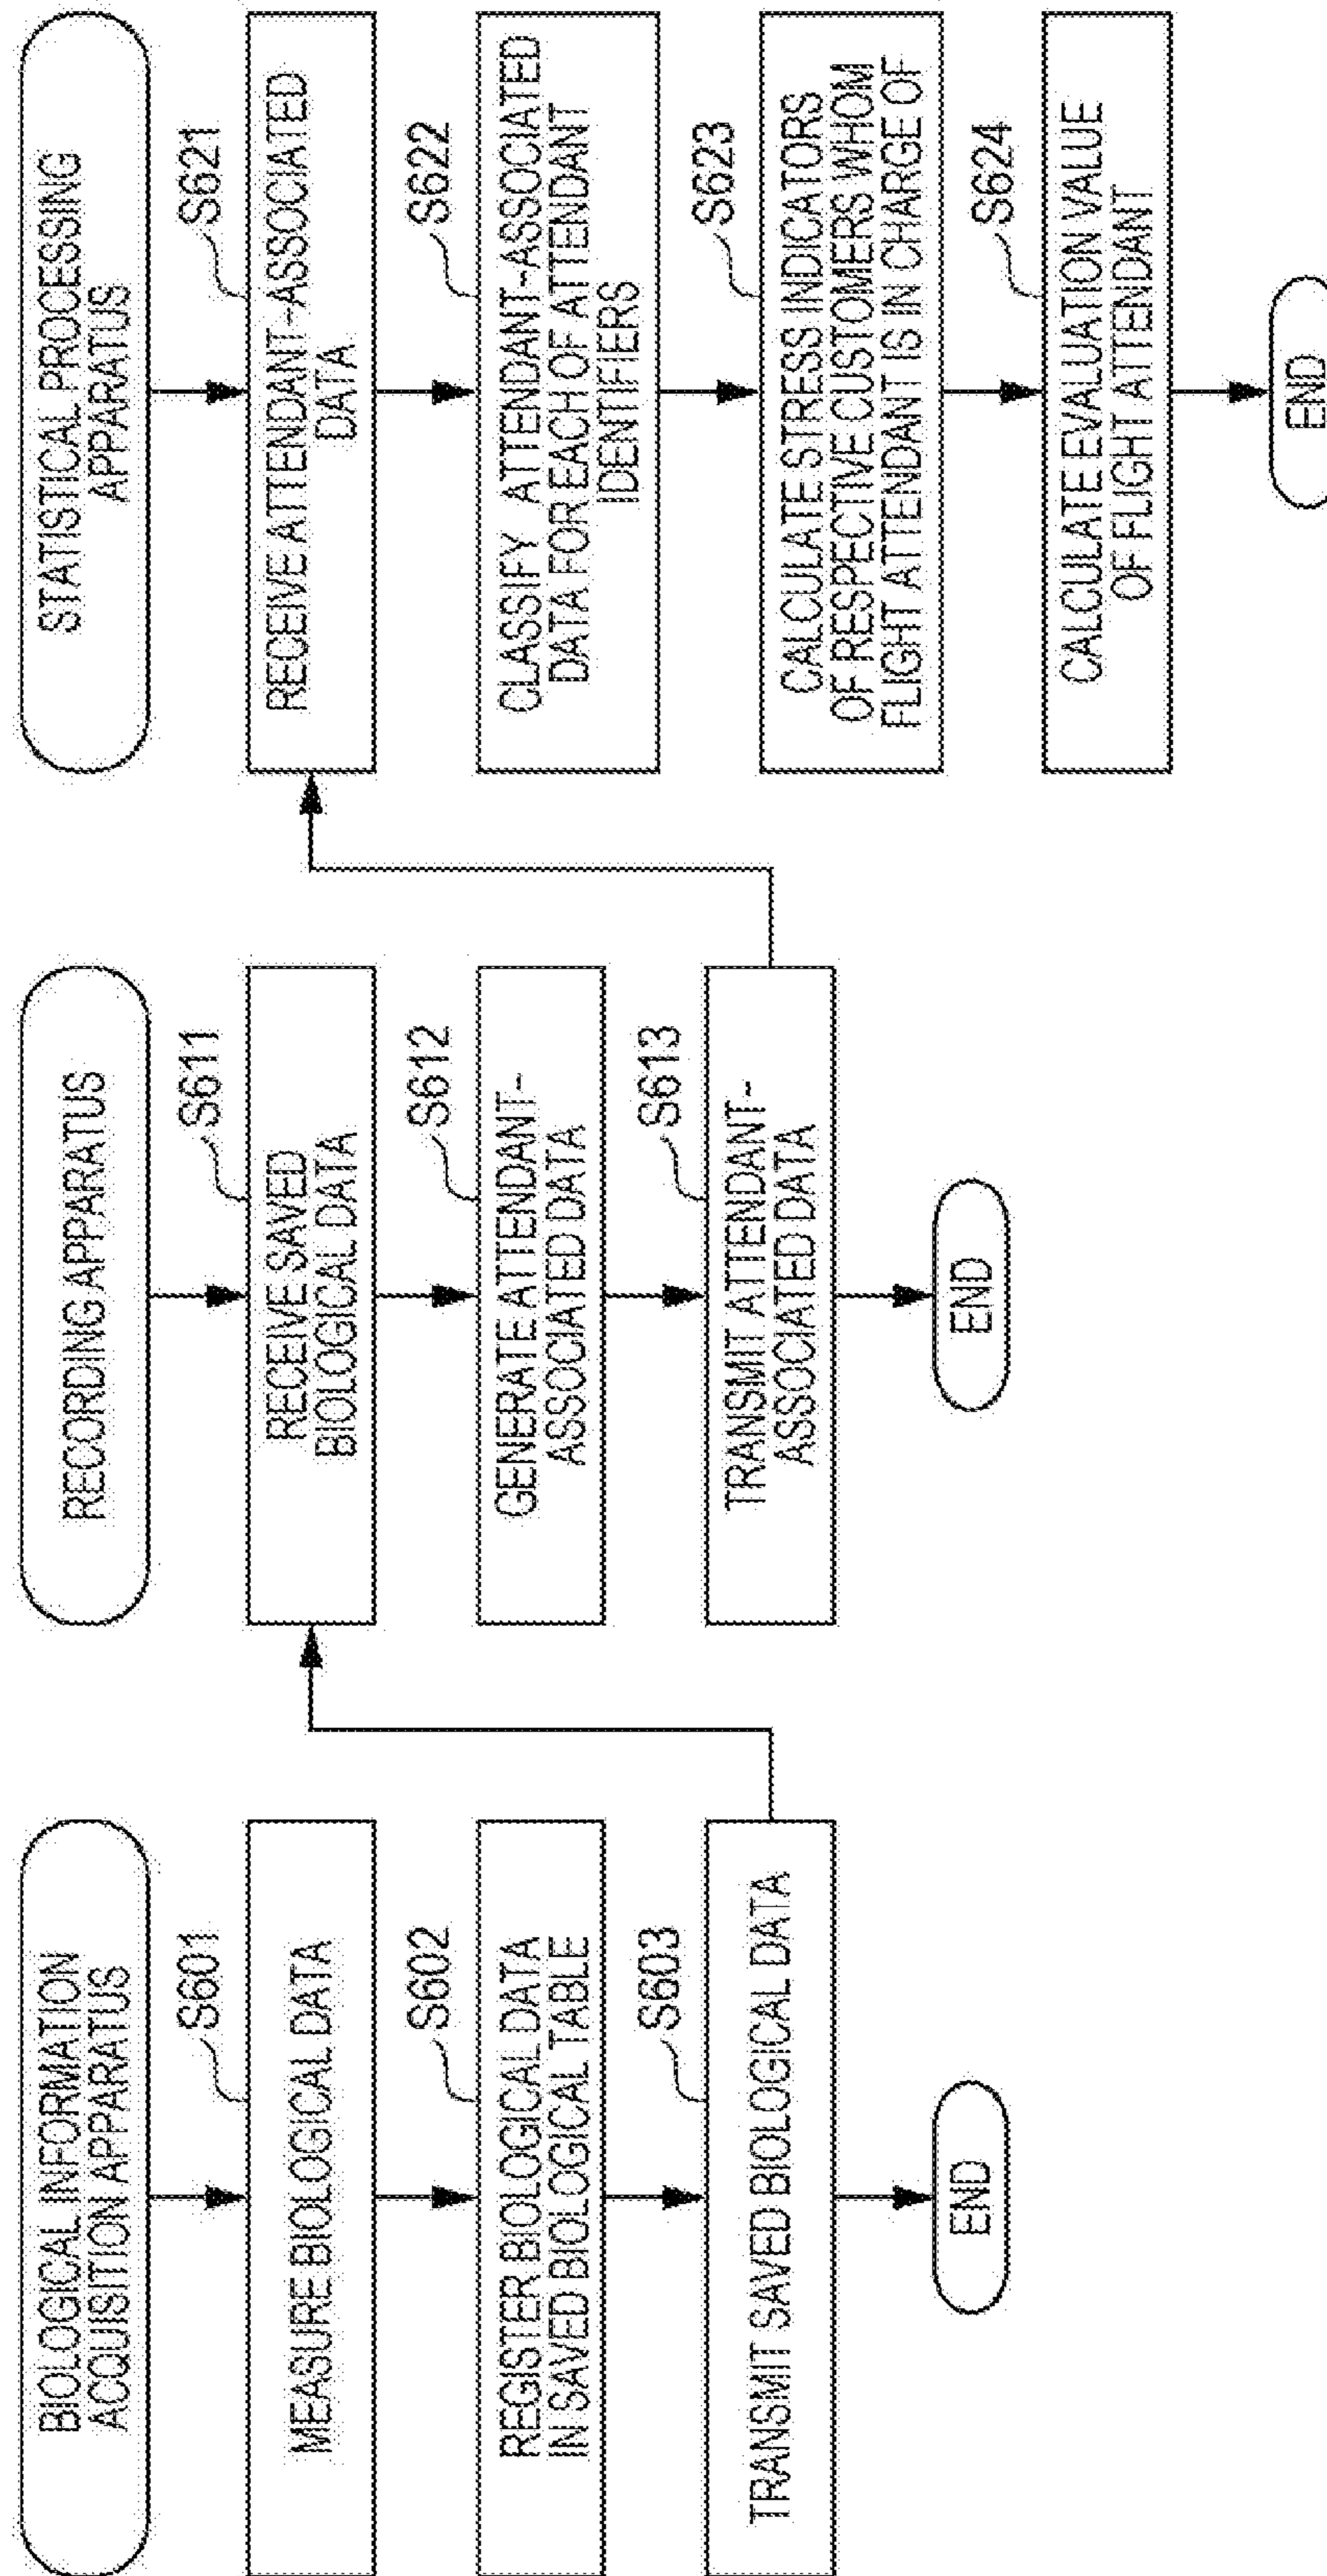 BIOLOGICAL INFORMATION
ACQUISITION APPARATUS
S601
MEASURE BIOLOGICAL DATA
S602
REGISTER BIOLOGICAL DATA
IN SAVED BIOLOGICAL TABLE
S603
TRANSMIT SAVED BIOLOGICAL DATA
END
RECORDING APPARATUS
S611
RECEIVE SAVED
BIOLOGICAL DATA
S612
GENERATE ATTENDANT-
ASSOCIATED DATA
S613
TRANSMIT ATTENDANT-
ASSOCIATED DATA
END
STATISTICAL PROCESSING
APPARATUS
S621
RECEIVE ATTENDANT-ASSOCIATED
DATA
S622
CLASSIFY ATTENDANT-ASSOCIATED
DATA FOR EACH OF ATTENDANT
IDENTIFIERS
S623
CALCULATE STRESS INDICATORS
OF RESPECTIVE CUSTOMERS WHOM
FLIGHT ATTENDANT IS IN CHARGE OF
S624
CALCULATE EVALUATION VALUE
OF FLIGHT ATTENDANT
END